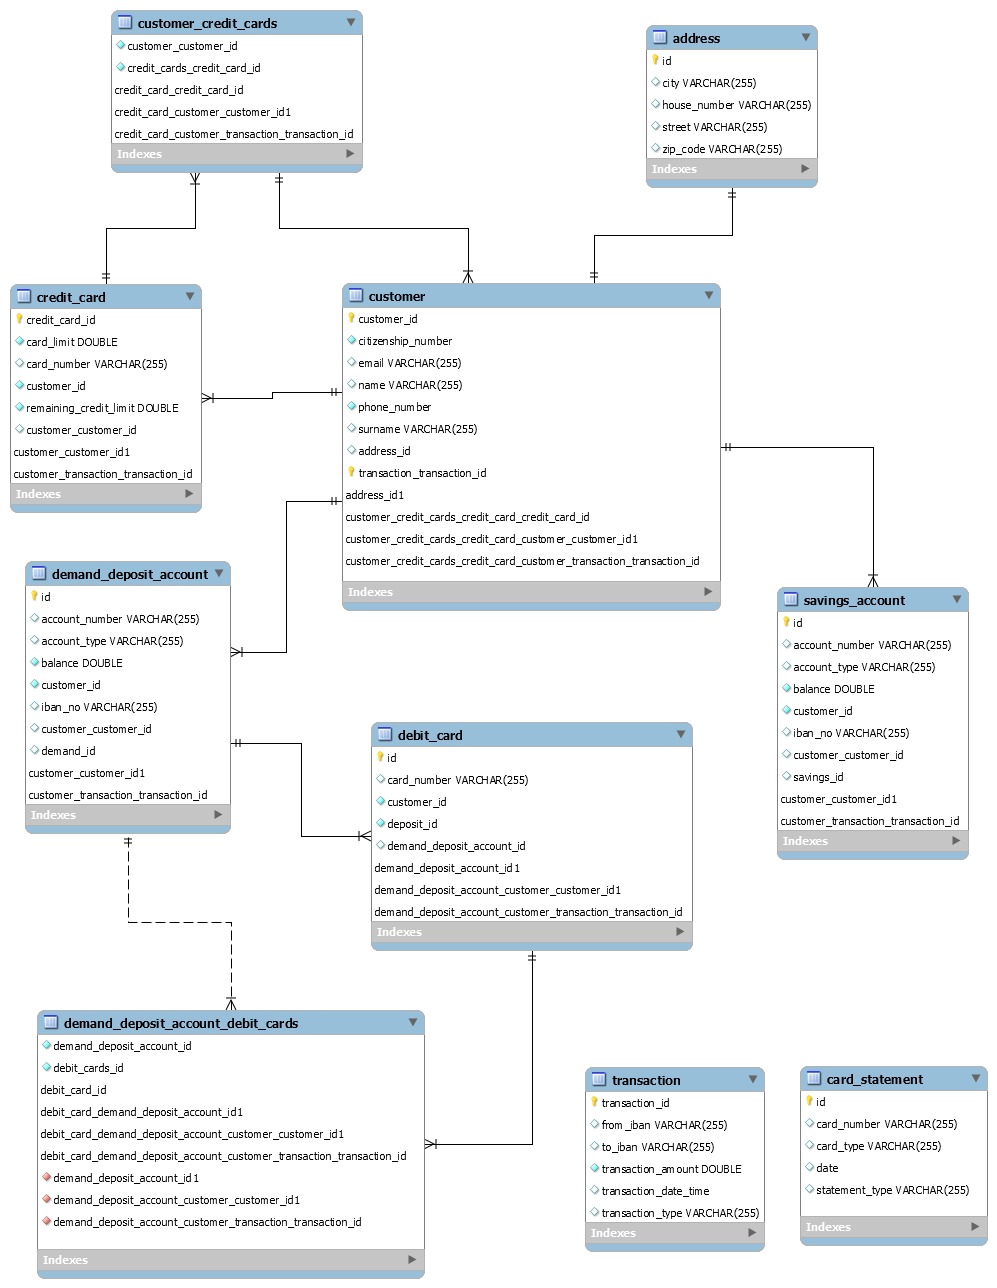 customer_credit_cards
customer_customer_id
credit_cards_credit_card_id
credit_card_credit_card_id
credit_card_customer_customer_id1
credit_card_customer_transaction_transaction_id
Indexes
address
id
city VARCHAR(255)
house_number VARCHAR(255)
street VARCHAR(255)
zip_code VARCHAR(255)
Indexes
credit_card
credit_card_id
card_limit DOUBLE
card_number VARCHAR(255)
customer_id
remaining_credit_limit DOUBLE
customer_customer_id
customer_customer_id1
customer_transaction_transaction_id
Indexes
customer
customer_id
citizenship_number
email VARCHAR(255)
name VARCHAR(255)
phone_number
surname VARCHAR(255)
address_id
transaction_transaction_id
address_id1
customer_credit_cards_credit_card_credit_card_id
customer_credit_cards_credit_card_customer_customer_id1
customer_credit_cards_credit_card_customer_transaction_transaction_id
Indexes
demand_deposit_account
id
account_number VARCHAR(255)
account_type VARCHAR(255)
balance DOUBLE
customer_id
iban_no VARCHAR(255)
customer_customer_id
demand_id
customer_customer_id1
customer_transaction_transaction_id
Indexes
savings_account
id
account_number VARCHAR(255)
account_type VARCHAR(255)
balance DOUBLE
customer_id
iban_no VARCHAR(255)
customer_customer_id
savings_id
customer_customer_id1
customer_transaction_transaction_id
Indexes
debit_card
id
card_number VARCHAR(255)
customer_id
deposit_id
demand_deposit_account_id
demand_deposit_account_id1
demand_deposit_account_customer_customer_id1
demand_deposit_account_customer_transaction_transaction_id
Indexes
demand_deposit_account_debit_cards
demand_deposit_account_id
debit_cards_id
debit_card_id
debit_card_demand_deposit_account_id1
debit_card_demand_deposit_account_customer_customer_id1
debit_card_demand_deposit_account_customer_transaction_transaction_id
demand_deposit_account_id1
demand_deposit_account_customer_customer_id1
demand_deposit_account_customer_transaction_transaction_id
Indexes
transaction
transaction_id
from_iban VARCHAR(255)
to_iban VARCHAR(255)
transaction_amount DOUBLE
transaction_date_time
transaction_type VARCHAR(255)
Indexes
card_statement
id
card_number VARCHAR(255)
card_type VARCHAR(255)
date
statement_type VARCHAR(255)
Indexes